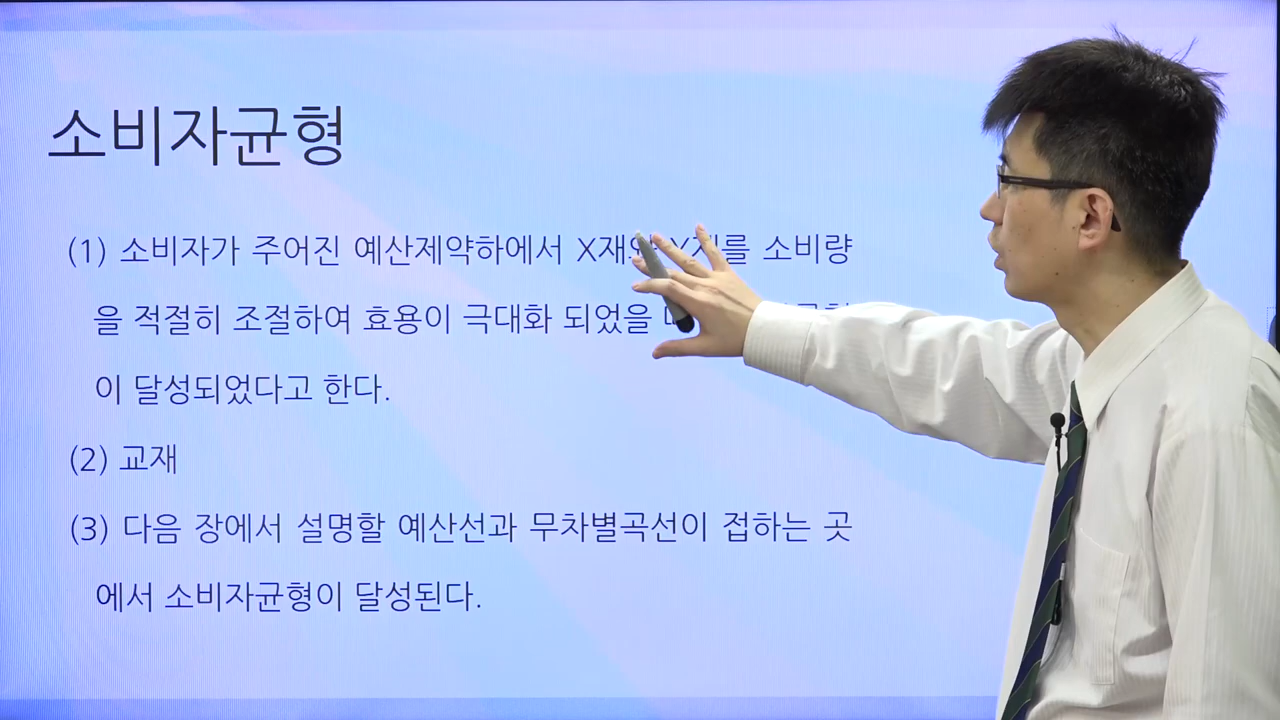 소비자균형
(1) 소비자가 주어진 예산제약하에서 X재와 Y재를 소비량
을 적절히 조절하여 효용이 극대화 되었을
이 달성되었다고 한다.
(2) 교재
(3) 다음 장에서 설명할 예산선과 무차별곡선이 접하는 곳
에서 소비자균형이 달성된다.